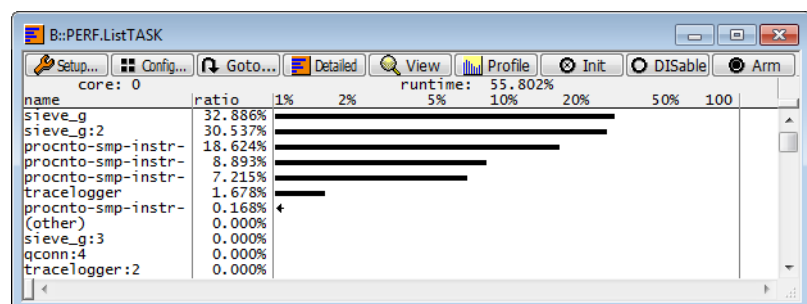 B::PERF.ListTASK
Setup... Config... Goto... Detailed View Profile Init DISable Arm
core: 0 runtime: 55.802%
name ratio 1% 2% 5% 10% 20% 50% 100
sieve_g 32.886%
sieve_g:2 30.537%
procnto-smp-instr- 18.624%
procnto-smp-instr- 8.893%
procnto-smp-instr- 7.215%
tracelogger 1.678%
procnto-smp-instr- 0.168%
(other) 0.000%
sieve_g:3 0.000%
qconn:4 0.000%
tracelogger:2 0.000%